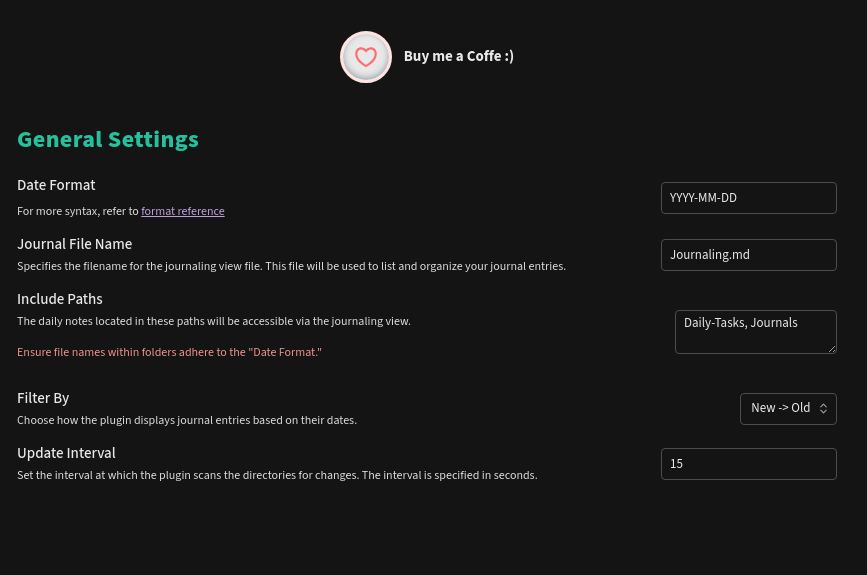 Buy me a Coffe :)
General Settings
Date Format
For more syntax, refer to format reference
YYYY-MM-DD
Journal File Name
Specifies the filename for the journaling view file. This file will be used to list and organize your journal entries.
Journaling.md
Include Paths
The daily notes located in these paths will be accessible via the journaling view.
Ensure file names within folders adhere to the "Date Format."
Daily-Tasks, Journals
Filter By
Choose how the plugin displays journal entries based on their dates.
New -> Old
Update Interval
Set the interval at which the plugin scans the directories for changes. The interval is specified in seconds.
15